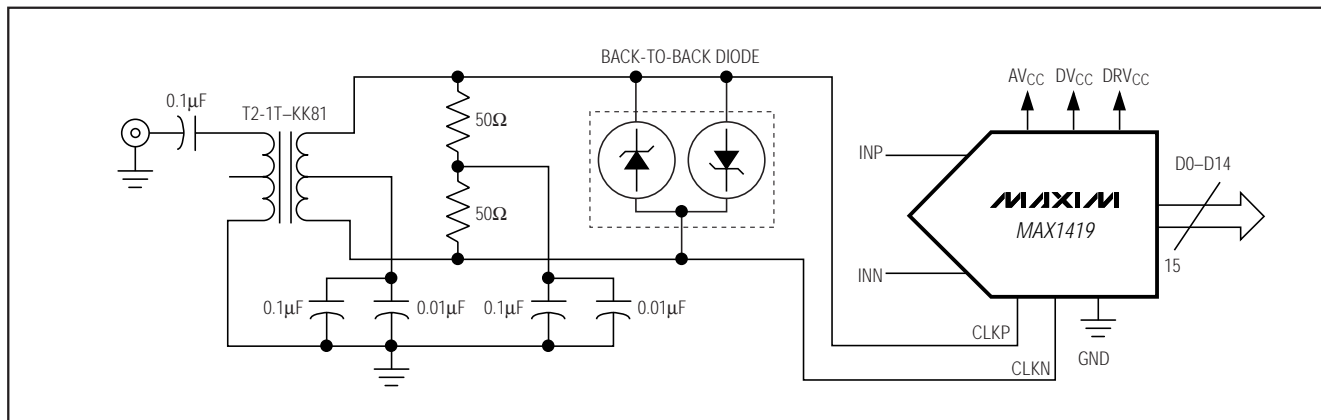 BACK-TO-BACK DIODE
0.1µF
T2-1T–KK81
50Ω
50Ω
0.1µF
0.01µF
0.1µF
0.01µF
AVCC
DVCC
DRVCC
INP
D0–D14
MAXIM
MAX1419
15
INN
CLKP
GND
CLKN